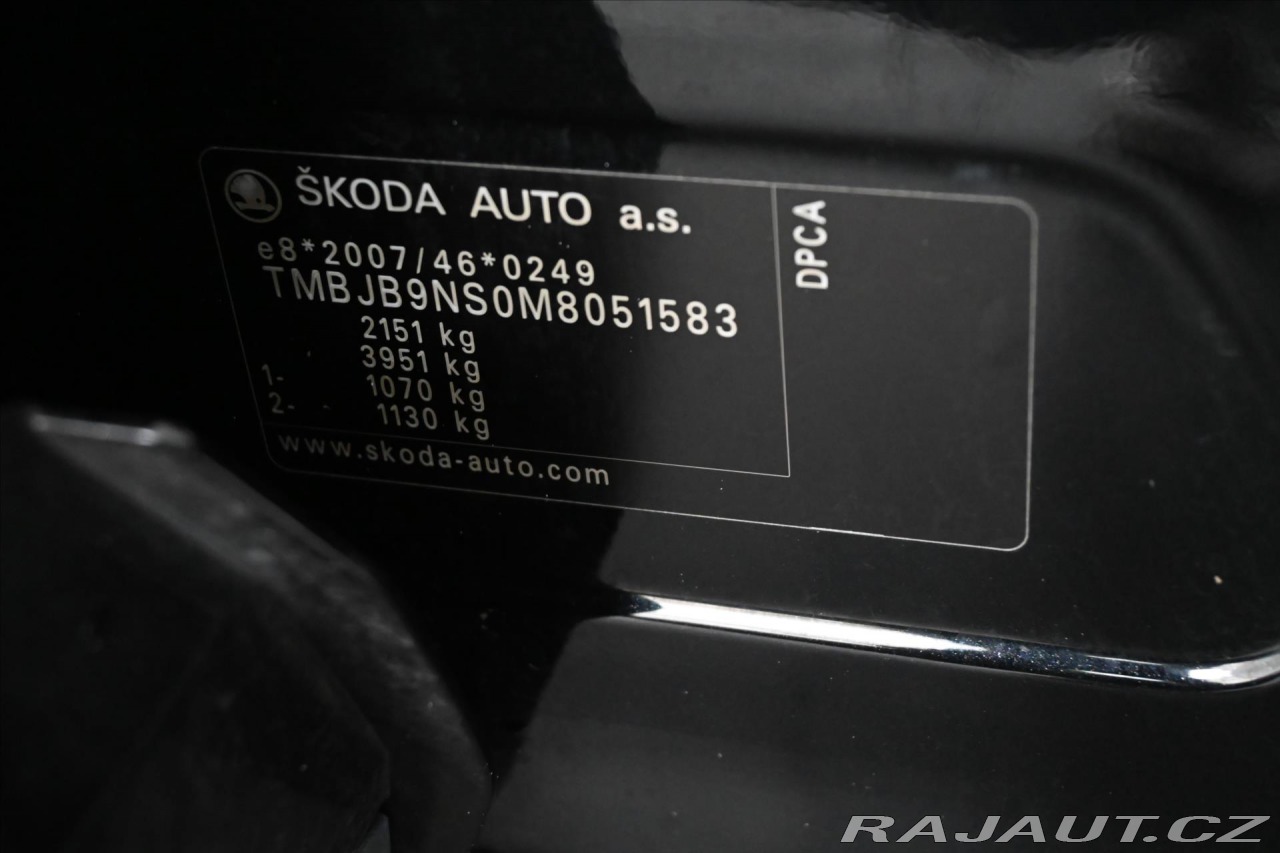 ŠKODA AUTO a.s.
e8*2007/46*0249
TMBJB9NS0M8051583
2151 kg
3951 kg
1- 1070 kg
2- - 1130 kg
www.skoda-auto.com
DPCA
RAJAUT.CZ